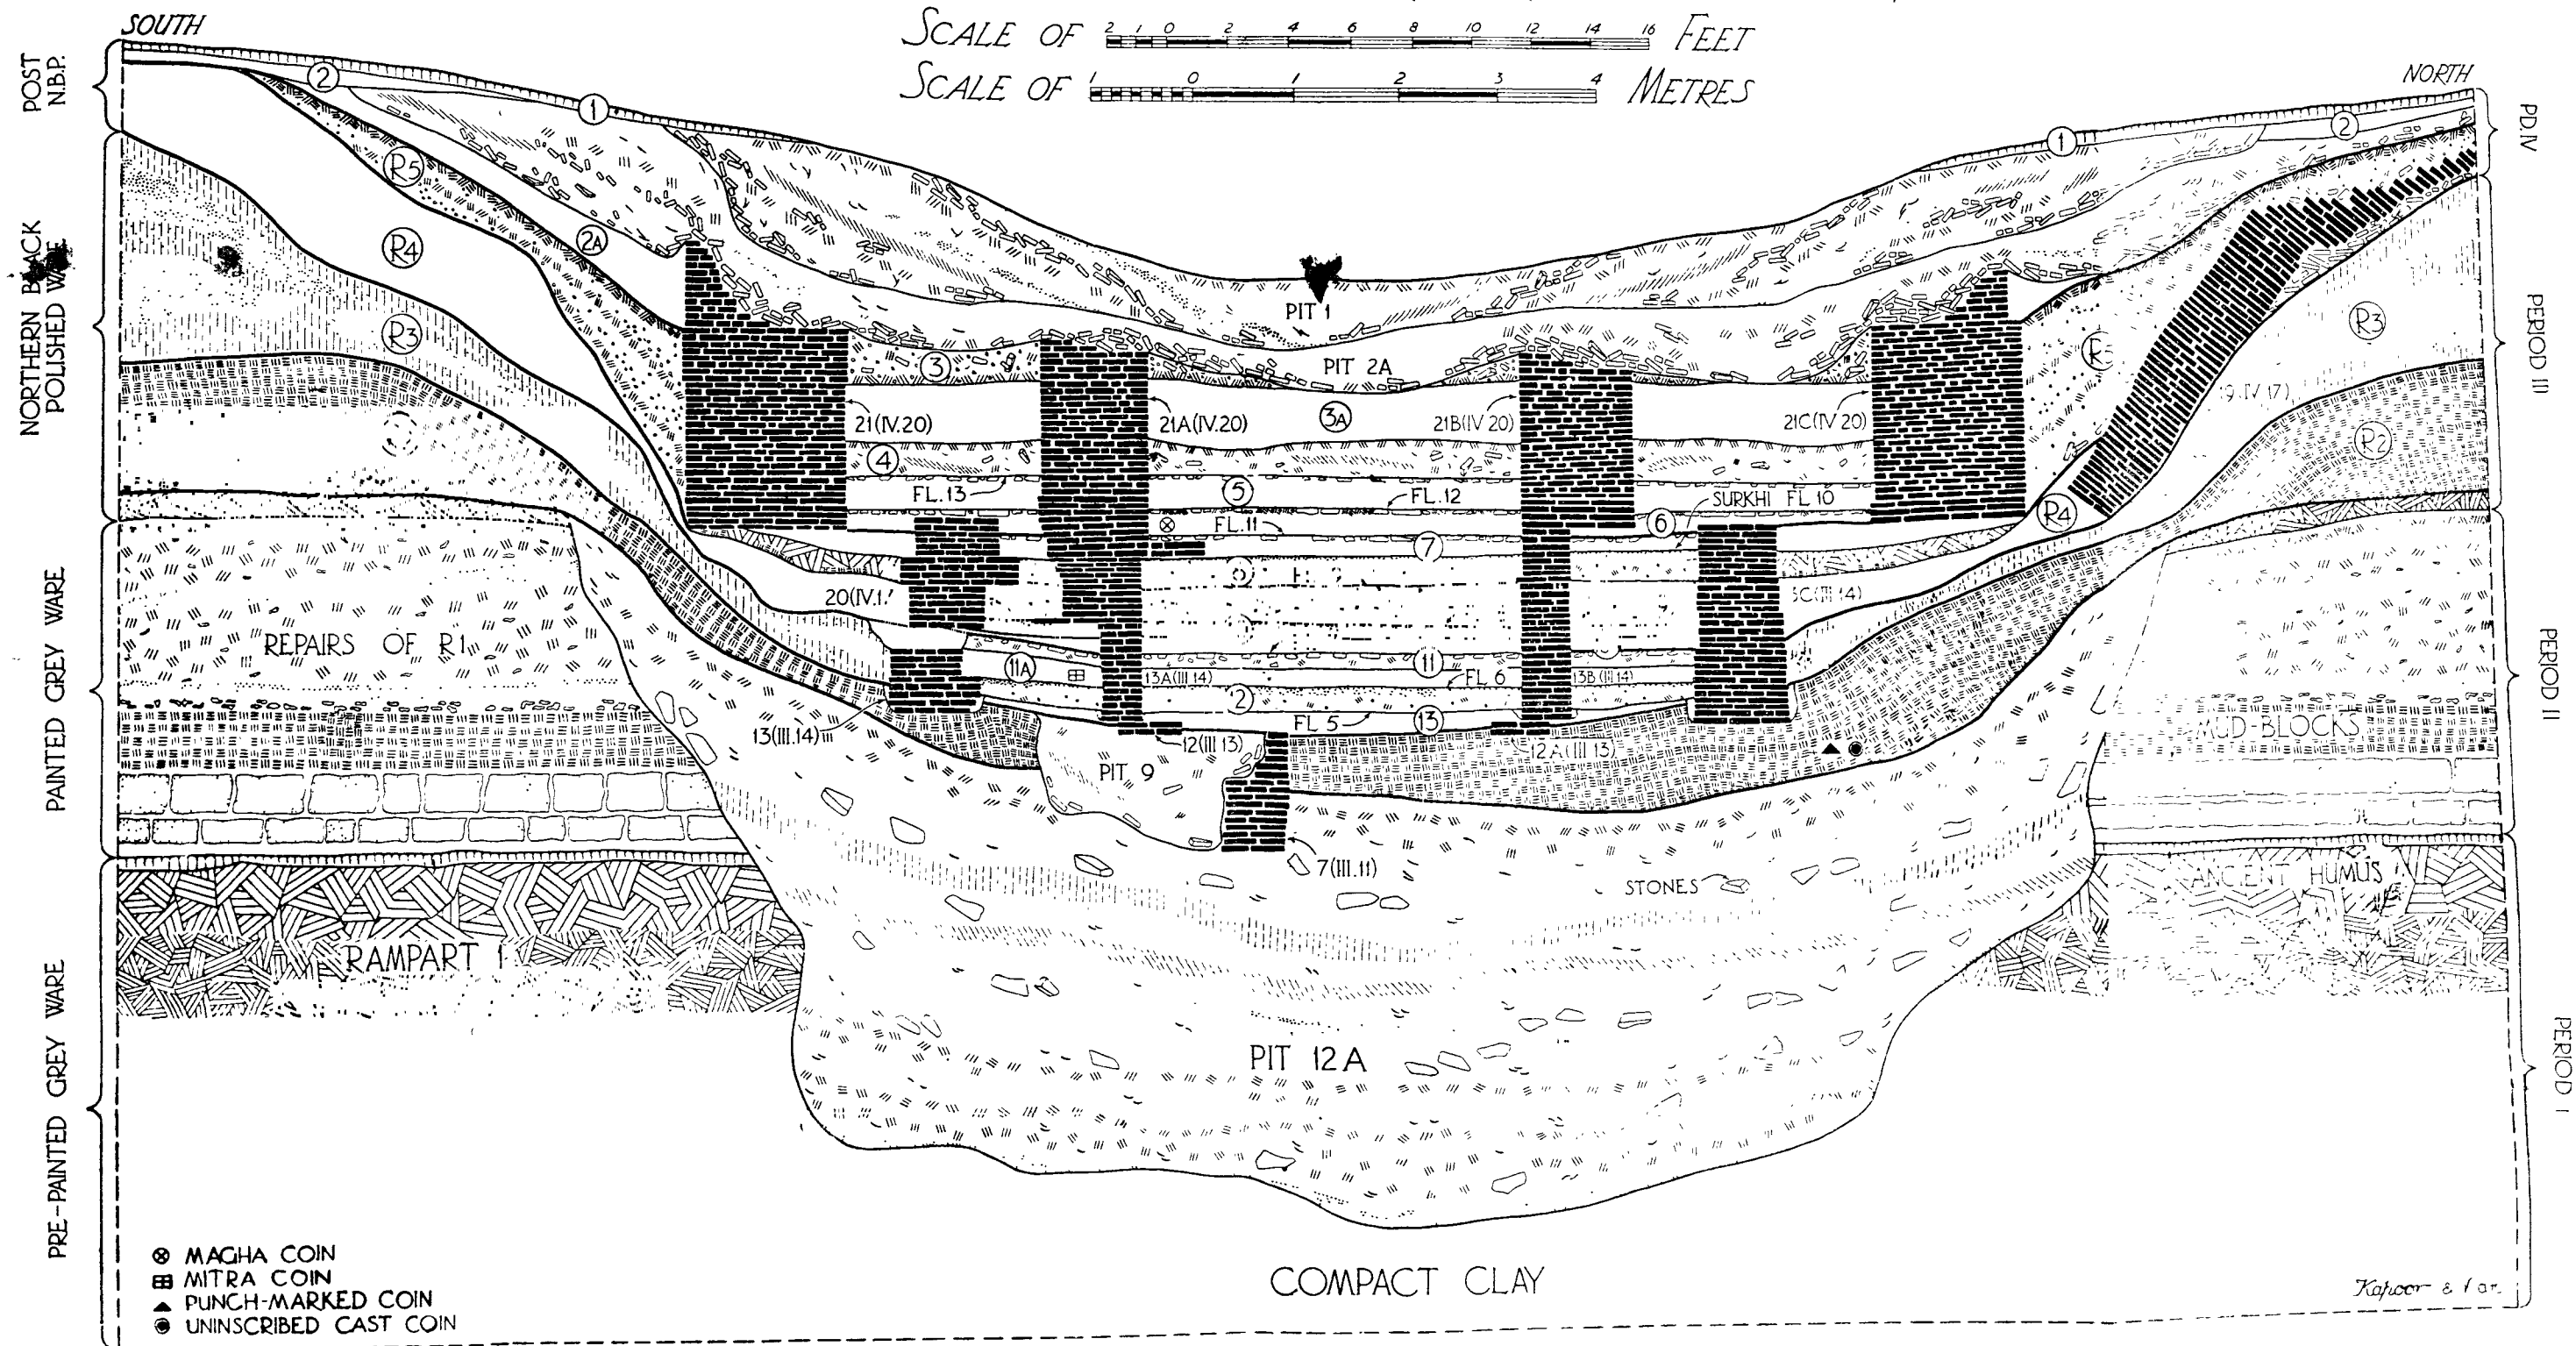 SCALE OF 2 1 0 2 4 6 8 10 12 14 16 FEET
SCALE OF 1 0 1 2 3 4 METRES
SOUTH
NORTH
POST N.B.P.
NORTHERN BACK POLISHED WARE
PAINTED GREY WARE
PRE-PAINTED GREY WARE
PD.IV
PERIOD III
PERIOD II
PERIOD I
2
1
1
2
R5
2A
R4
R3
R3
R2
R4
PIT 1
PIT 2A
3
3A
21(IV.20)
21A(IV.20)
21B(IV 20)
21C(IV 20)
4
FL.13
5
FL.12
SURKHI FL 10
FL.11
6
7
11
11A
13A(III.14)
FL 6
13B(III 14)
2
FL 5
13
13(III.14)
12(III 13)
12A(III 13)
PIT 9
7(III.11)
REPAIRS OF R1
MUD-BLOCKS
STONES
ANCIENT HUMUS
RAMPART 1
PIT 12A
COMPACT CLAY
MAGHA COIN
MITRA COIN
PUNCH-MARKED COIN
UNINSCRIBED CAST COIN
Kapoor &